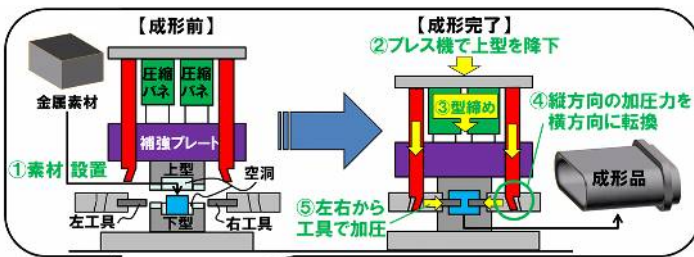 【成形前】
【成形完了】
②プレス機で上型を降下
圧縮
バネ
圧縮
バネ
金属素材
③型締め
④縦方向の加圧力を
横方向に転換
補強プレート
①素材 設置
上型
空洞
成形品
⑤左右から
工具で加圧
左工具
下型
右工具